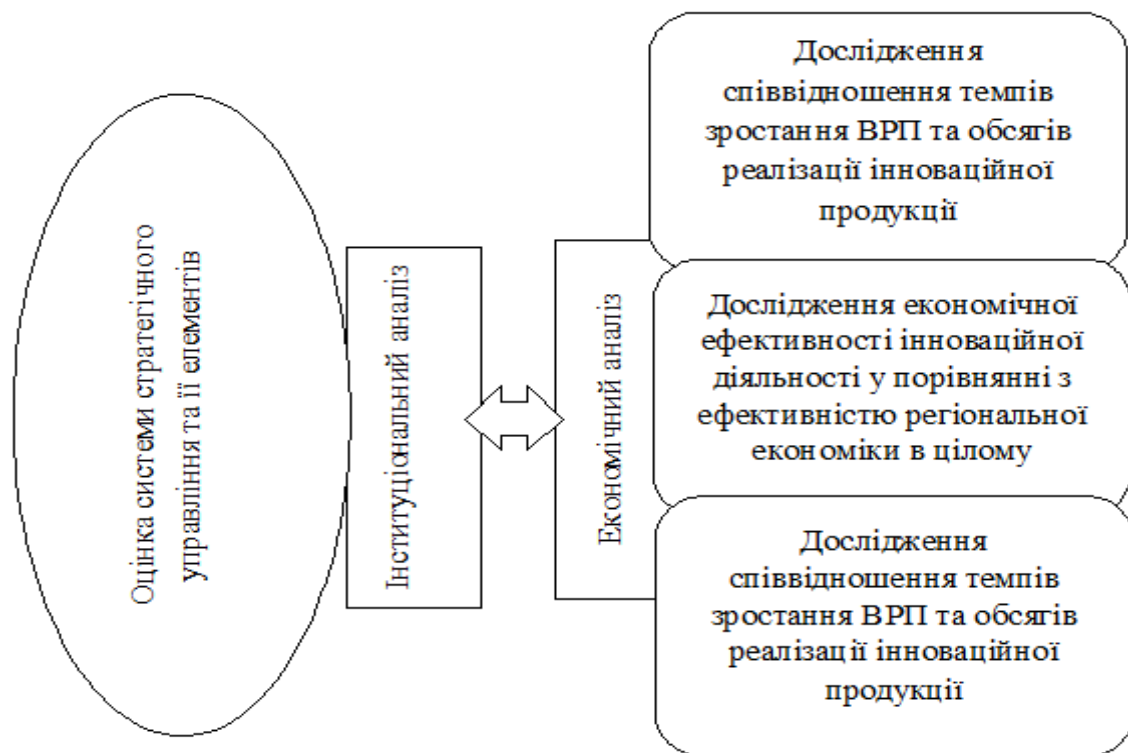 Оцінка системи стратегічного
управління та її елементів
Інституціональний аналіз
Економічний аналіз
Дослідження
співвідношення темпів
зростання ВРП та обсягів
реалізації інноваційної
продукції
Дослідження економічної
ефективності інноваційної
діяльності у порівнянні з
ефективністю регіональної
економіки в цілому
Дослідження
співвідношення темпів
зростання ВРП та обсягів
реалізації інноваційної
продукції